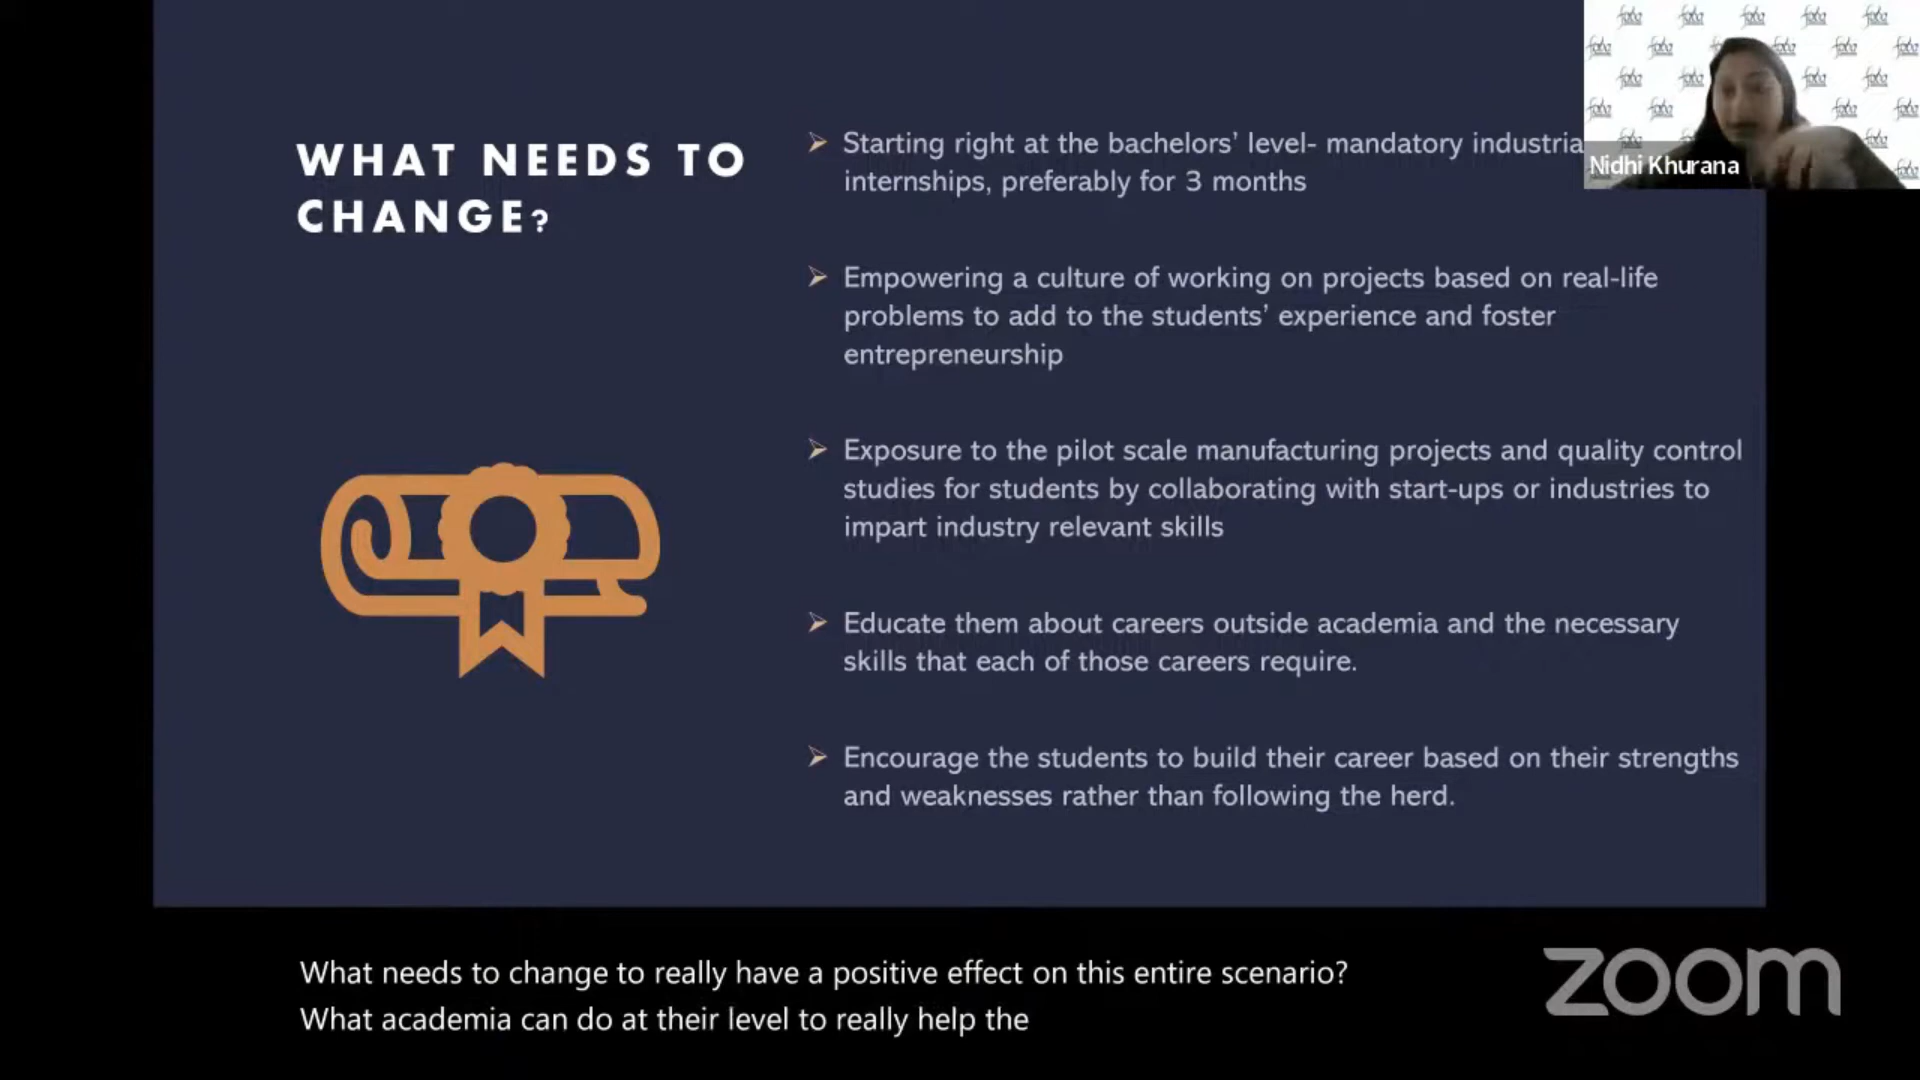 WHAT NEEDS TO
CHANGE?
Starting right at the bachelors’ level- mandatory industria
internships, preferably for 3 months
Empowering a culture of working on projects based on real-life
problems to add to the students’ experience and foster
entrepreneurship
Exposure to the pilot scale manufacturing projects and quality control
studies for students by collaborating with start-ups or industries to
impart industry relevant skills
Educate them about careers outside academia and the necessary
skills that each of those careers require.
Encourage the students to build their career based on their strengths
and weaknesses rather than following the herd.
Nidhi Khurana
What needs to change to really have a positive effect on this entire scenario?
What academia can do at their level to really help the
zoom